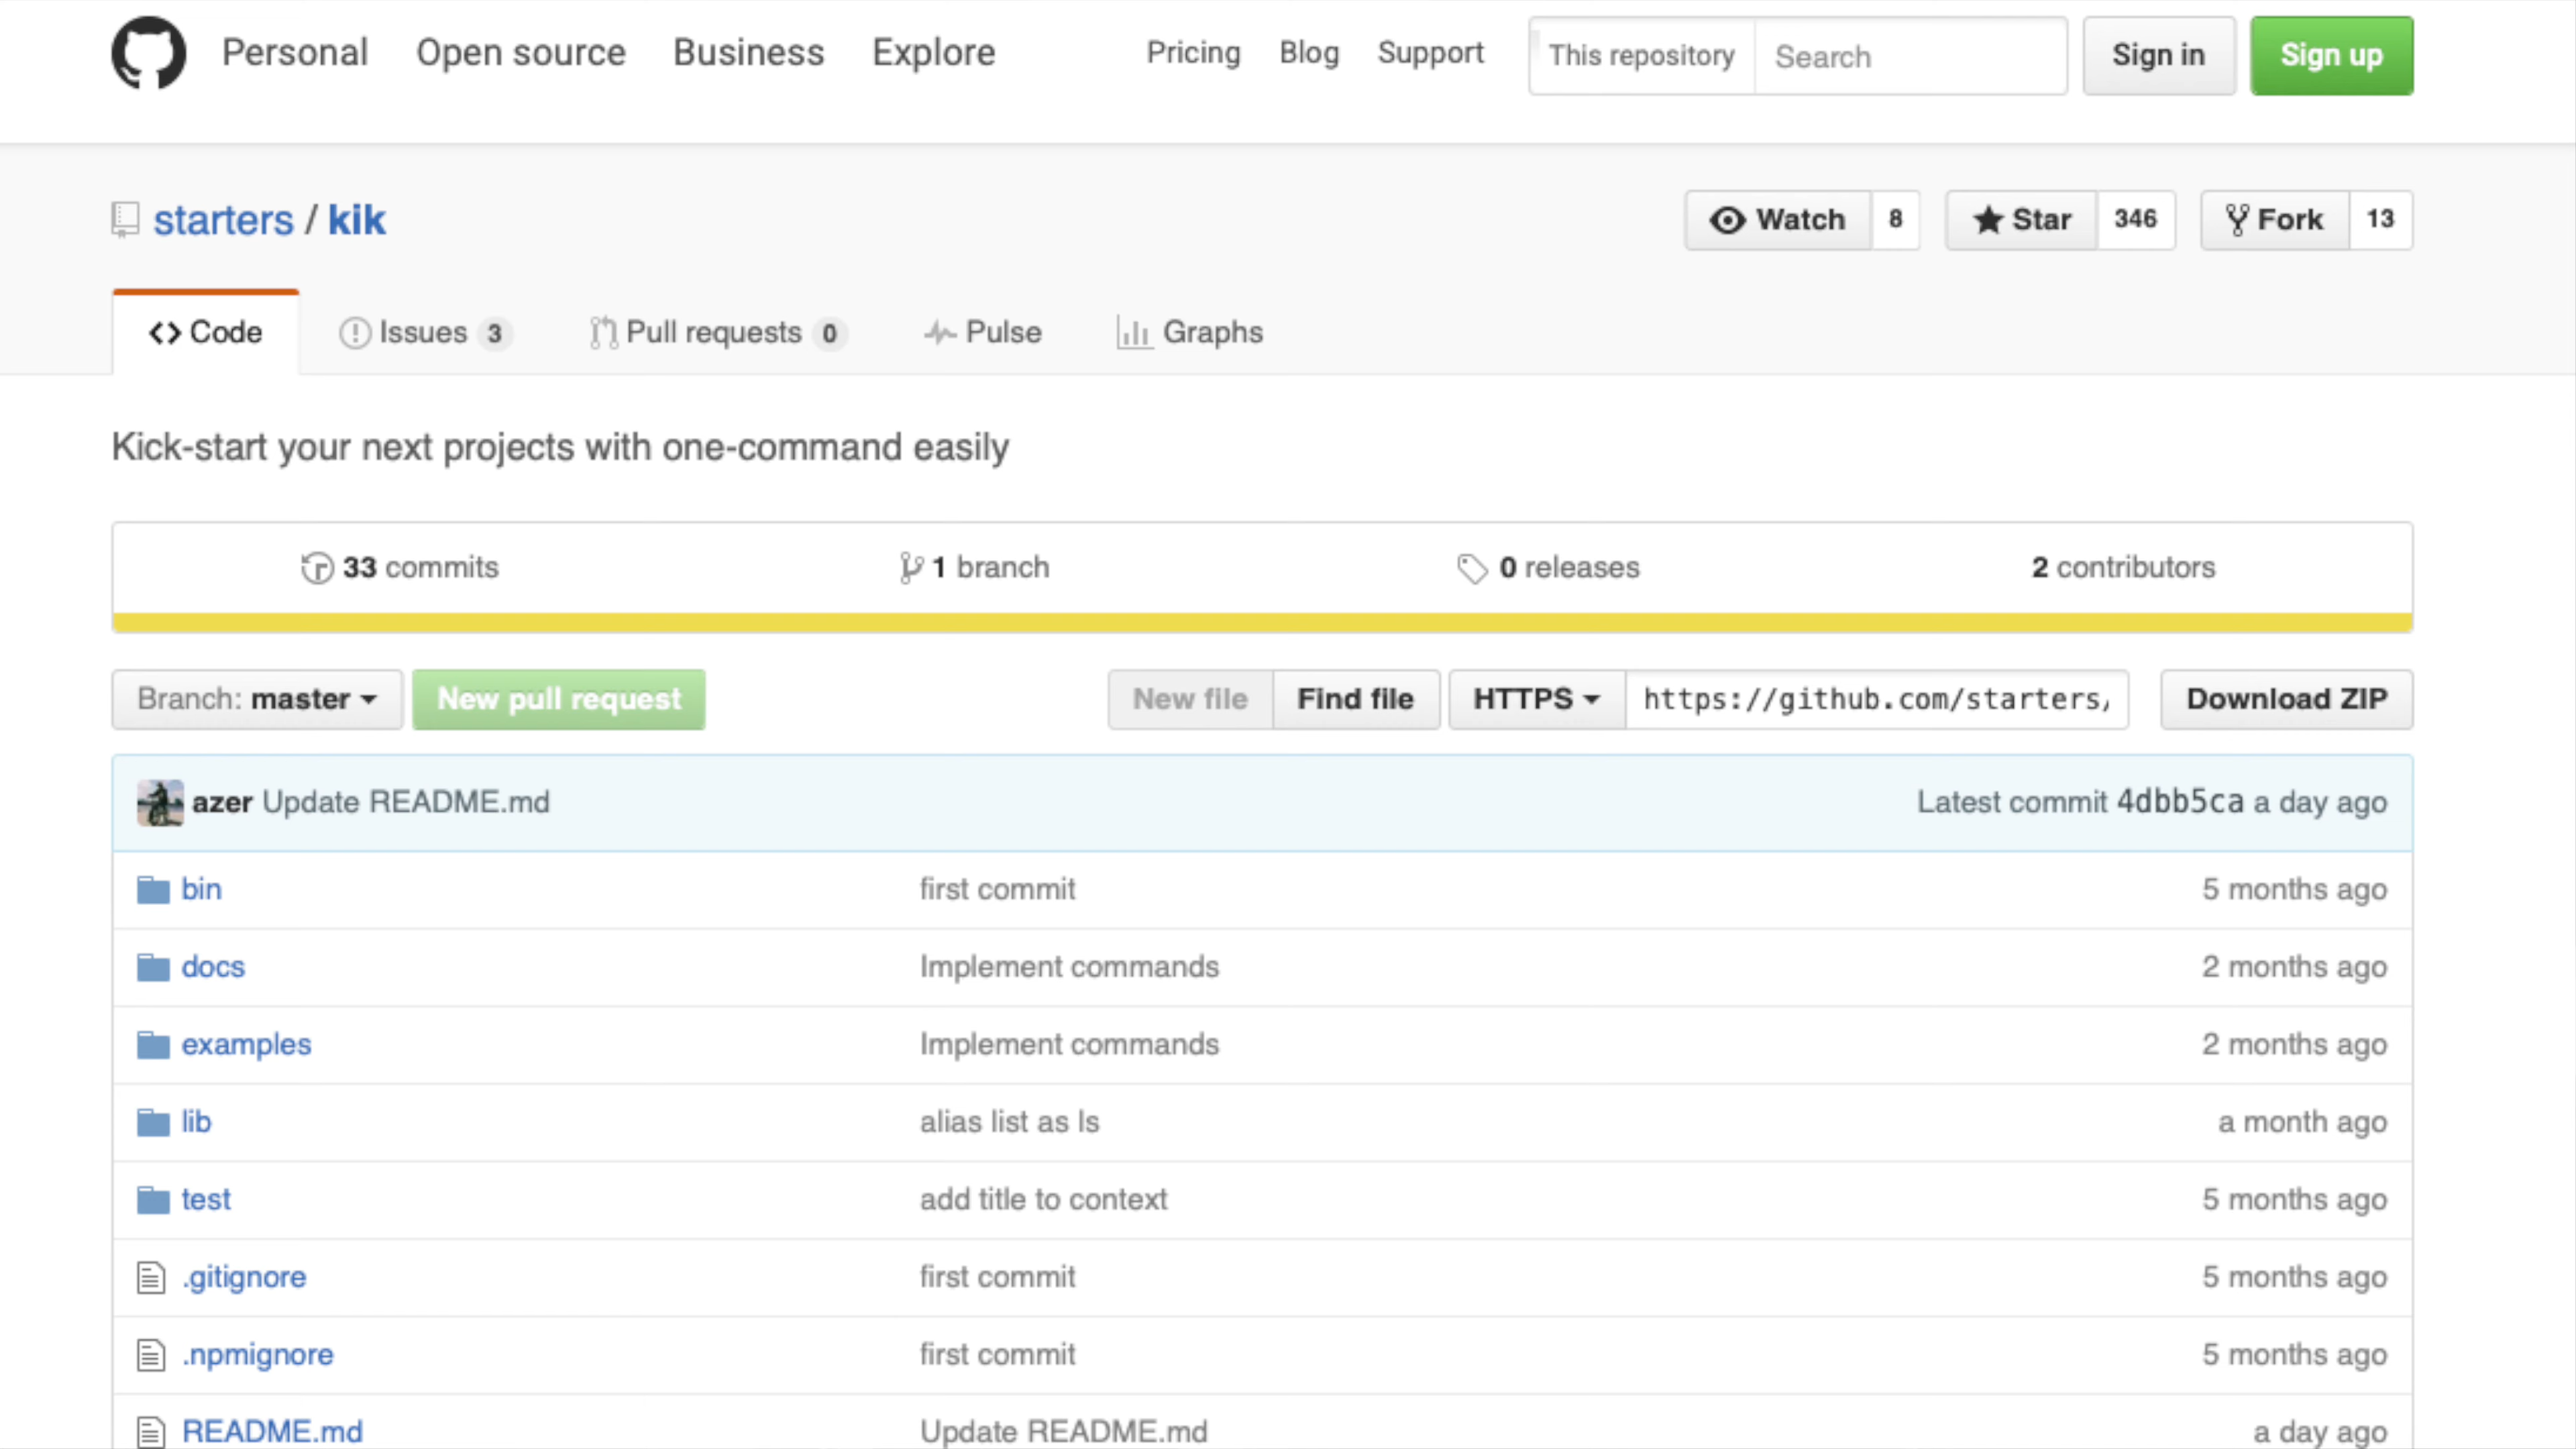 Personal Open source Business Explore Pricing Blog Support This repository Search Sign in Sign up
starters / kik Watch 8 Star 346 Fork 13
Code Issues 3 Pull requests 0 Pulse Graphs
Kick-start your next projects with one-command easily
33 commits 1 branch 0 releases 2 contributors
Branch: master New pull request New file Find file HTTPS https://github.com/starters/ Download ZIP
azer Update README.md Latest commit 4dbb5ca a day ago
bin first commit 5 months ago
docs Implement commands 2 months ago
examples Implement commands 2 months ago
lib alias list as ls a month ago
test add title to context 5 months ago
.gitignore first commit 5 months ago
.npmignore first commit 5 months ago
README.md Update README.md a day ago